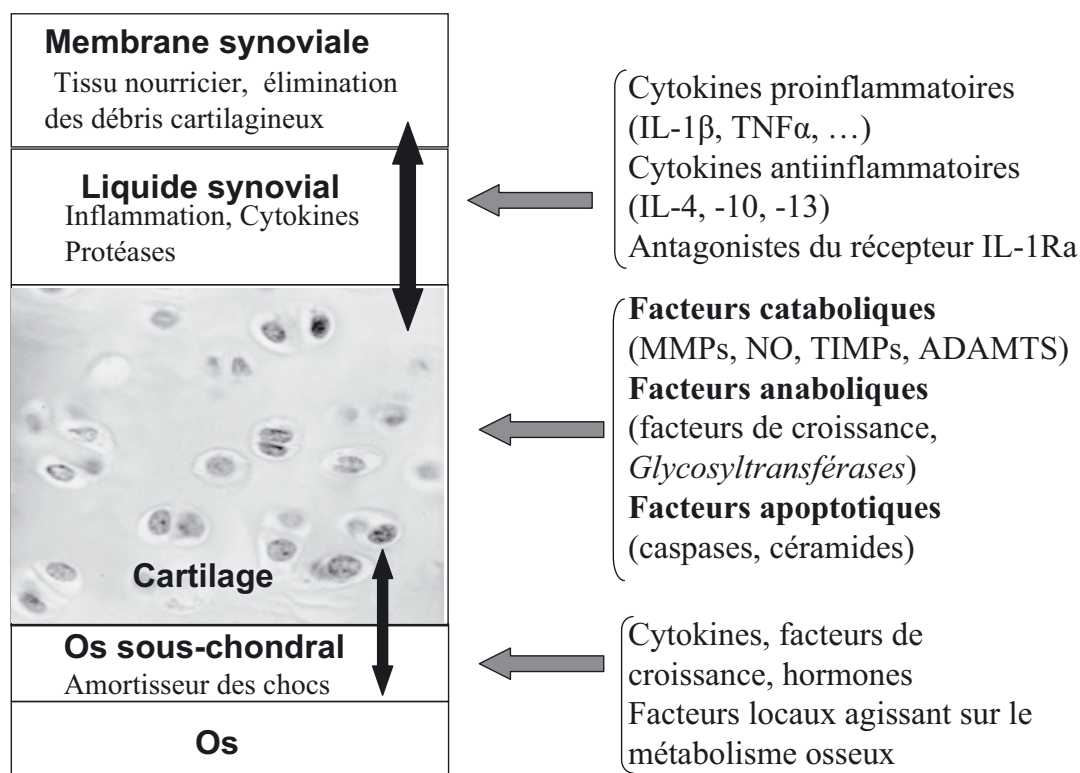 Membrane synoviale
Tissu nourricier, élimination
des débris cartilagineux
Liquide synovial
Inflammation, Cytokines
Protéases
Cartilage
Os sous-chondral
Amortisseur des chocs
Os
Cytokines proinflammatoires
(IL-1β, TNFα, …)
Cytokines antiinflammatoires
(IL-4, -10, -13)
Antagonistes du récepteur IL-1Ra
Facteurs cataboliques
(MMPs, NO, TIMPs, ADAMTS)
Facteurs anaboliques
(facteurs de croissance,
Glycosyltransférases)
Facteurs apoptotiques
(caspases, céramides)
Cytokines, facteurs de
croissance, hormones
Facteurs locaux agissant sur le
métabolisme osseux